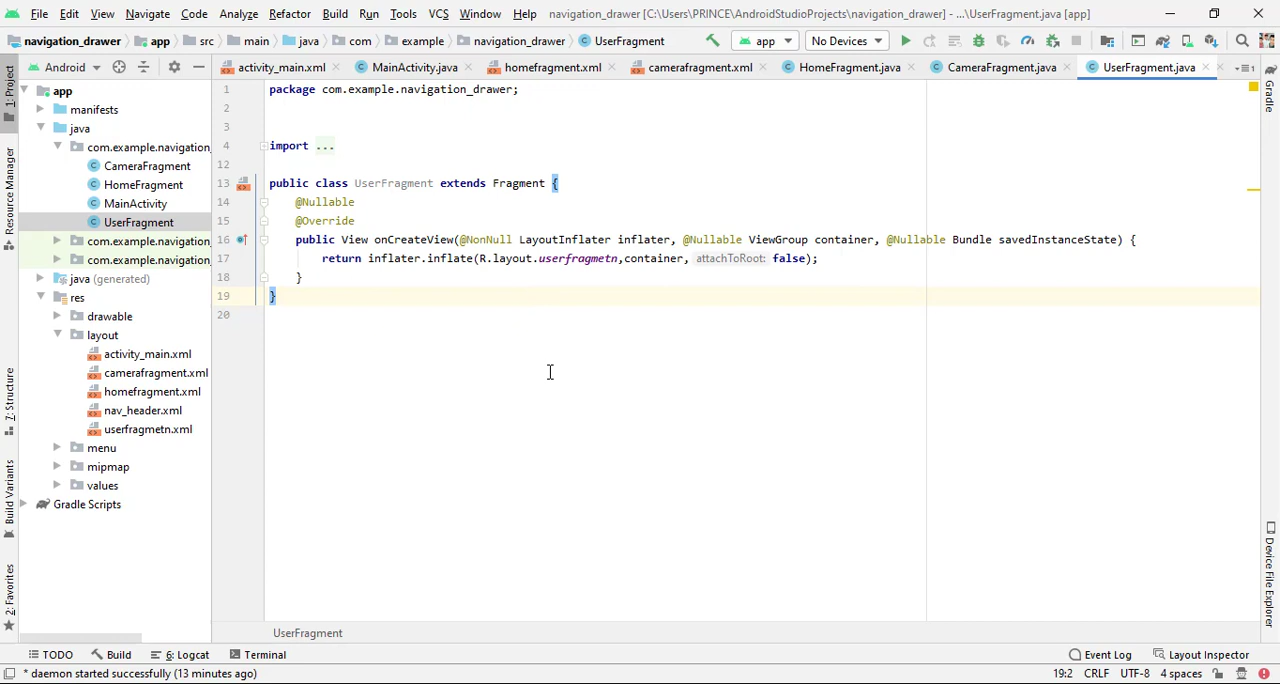 File Edit View Navigate Code Analyze Refactor Build Run Tools VCS Window Help navigation_drawer [C:\Users\PRINCE\AndroidStudioProjects\navigation_drawer] - ...\UserFragment.java [app]
navigation_drawer app src main java com example navigation_drawer UserFragment app No Devices
Android activity_main.xml MainActivity.java homefragment.xml camerafragment.xml HomeFragment.java CameraFragment.java UserFragment.java
1: Project
Resource Manager
7: Structure
Build Variants
2: Favorites
app
manifests
java
com.example.navigation_
CameraFragment
HomeFragment
MainActivity
UserFragment
com.example.navigation_
com.example.navigation_
java (generated)
res
drawable
layout
activity_main.xml
camerafragment.xml
homefragment.xml
nav_header.xml
userfragmetn.xml
menu
mipmap
values
Gradle Scripts
1 package com.example.navigation_drawer;
2
3
4 import ...
12
13 public class UserFragment extends Fragment {
14 @Nullable
15 @Override
16 public View onCreateView(@NonNull LayoutInflater inflater, @Nullable ViewGroup container, @Nullable Bundle savedInstanceState) {
17 return inflater.inflate(R.layout.userfragmetn,container, attachToRoot: false);
18 }
19 }
20
Gradle
Device File Explorer
UserFragment
TODO Build 6: Logcat Terminal Event Log Layout Inspector
* daemon started successfully (13 minutes ago) 19:2 CRLF UTF-8 4 spaces